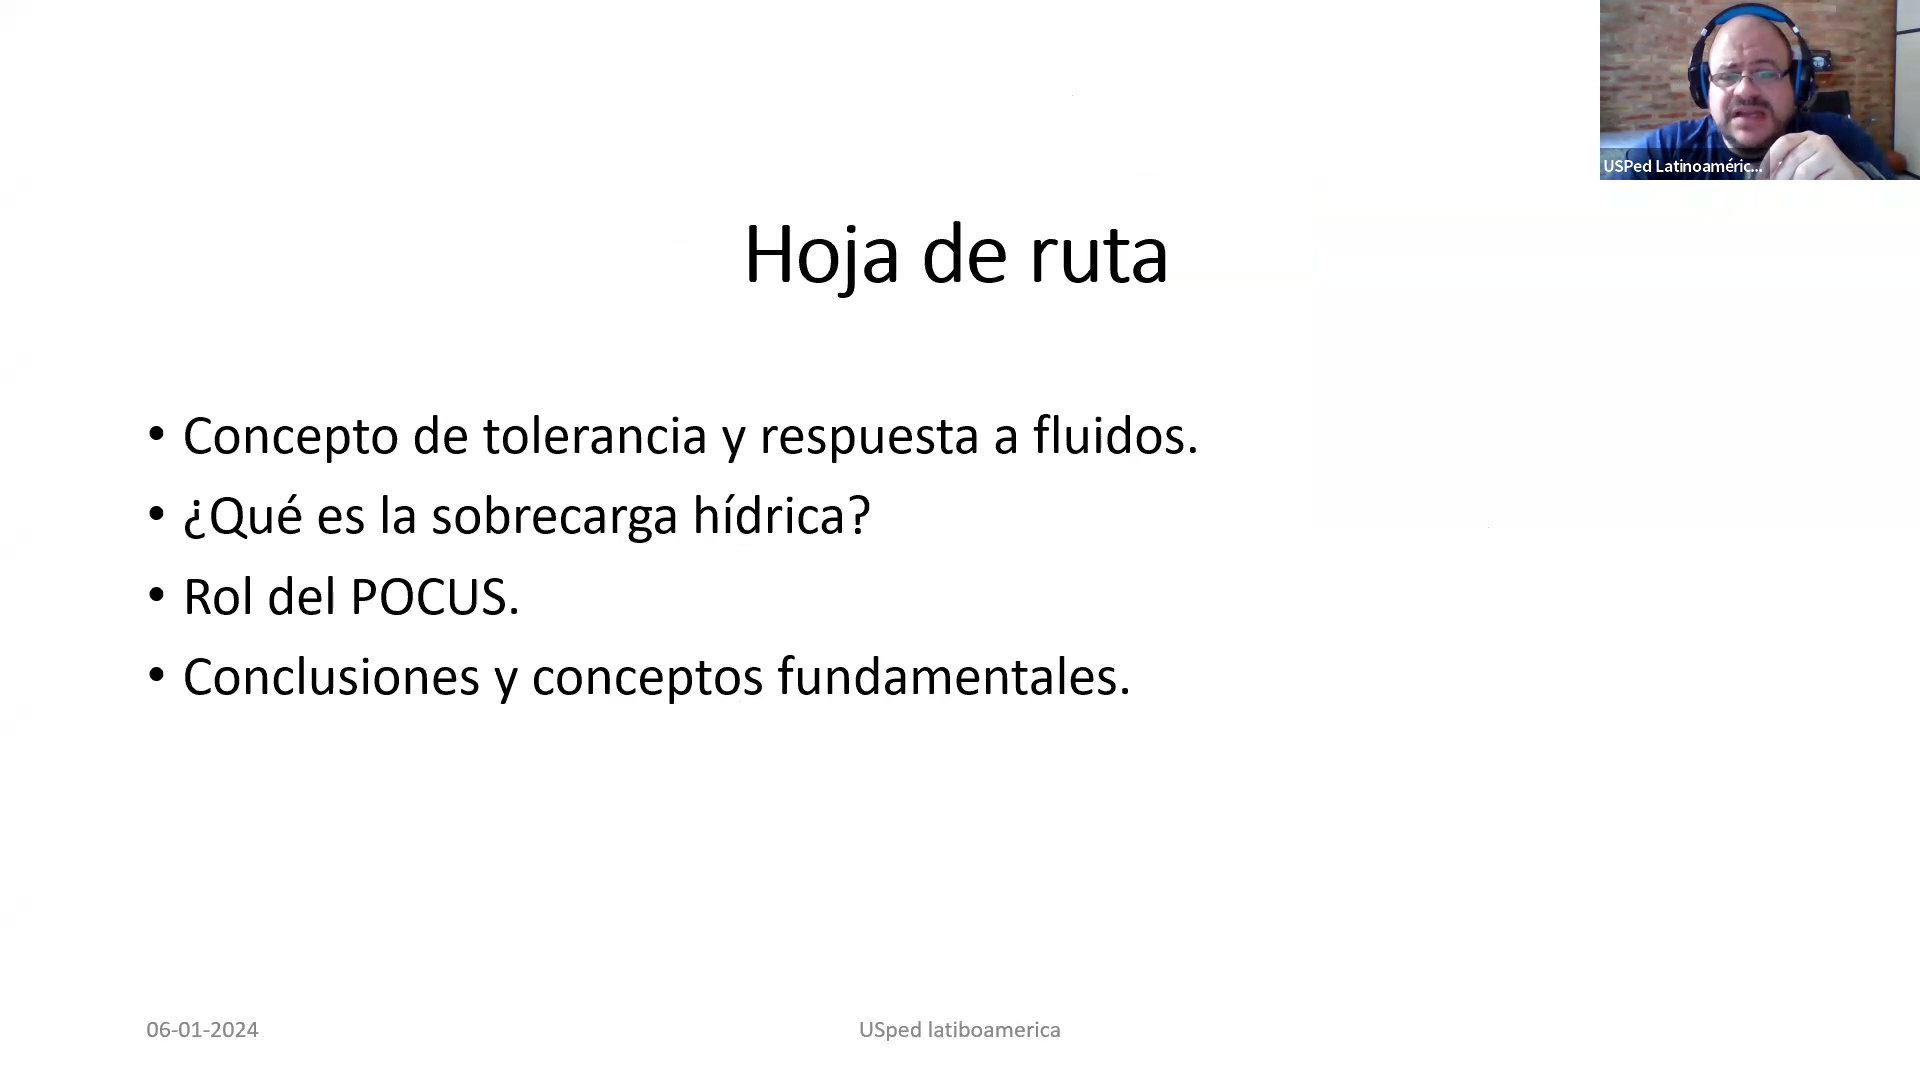 USPed Latinoaméric...
Hoja de ruta
• Concepto de tolerancia y respuesta a fluidos.
• ¿Qué es la sobrecarga hídrica?
• Rol del POCUS.
• Conclusiones y conceptos fundamentales.
06-01-2024
USped latiboamerica